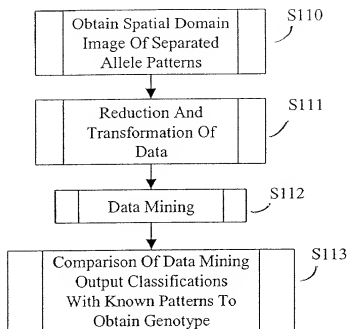 S110
Obtain Spatial Domain
Image Of Separated
Allele Patterns
S111
Reduction And
Transformation Of
Data
S112
Data Mining
S113
Comparison Of Data Mining
Output Classifications
With Known Patterns To
Obtain Genotype